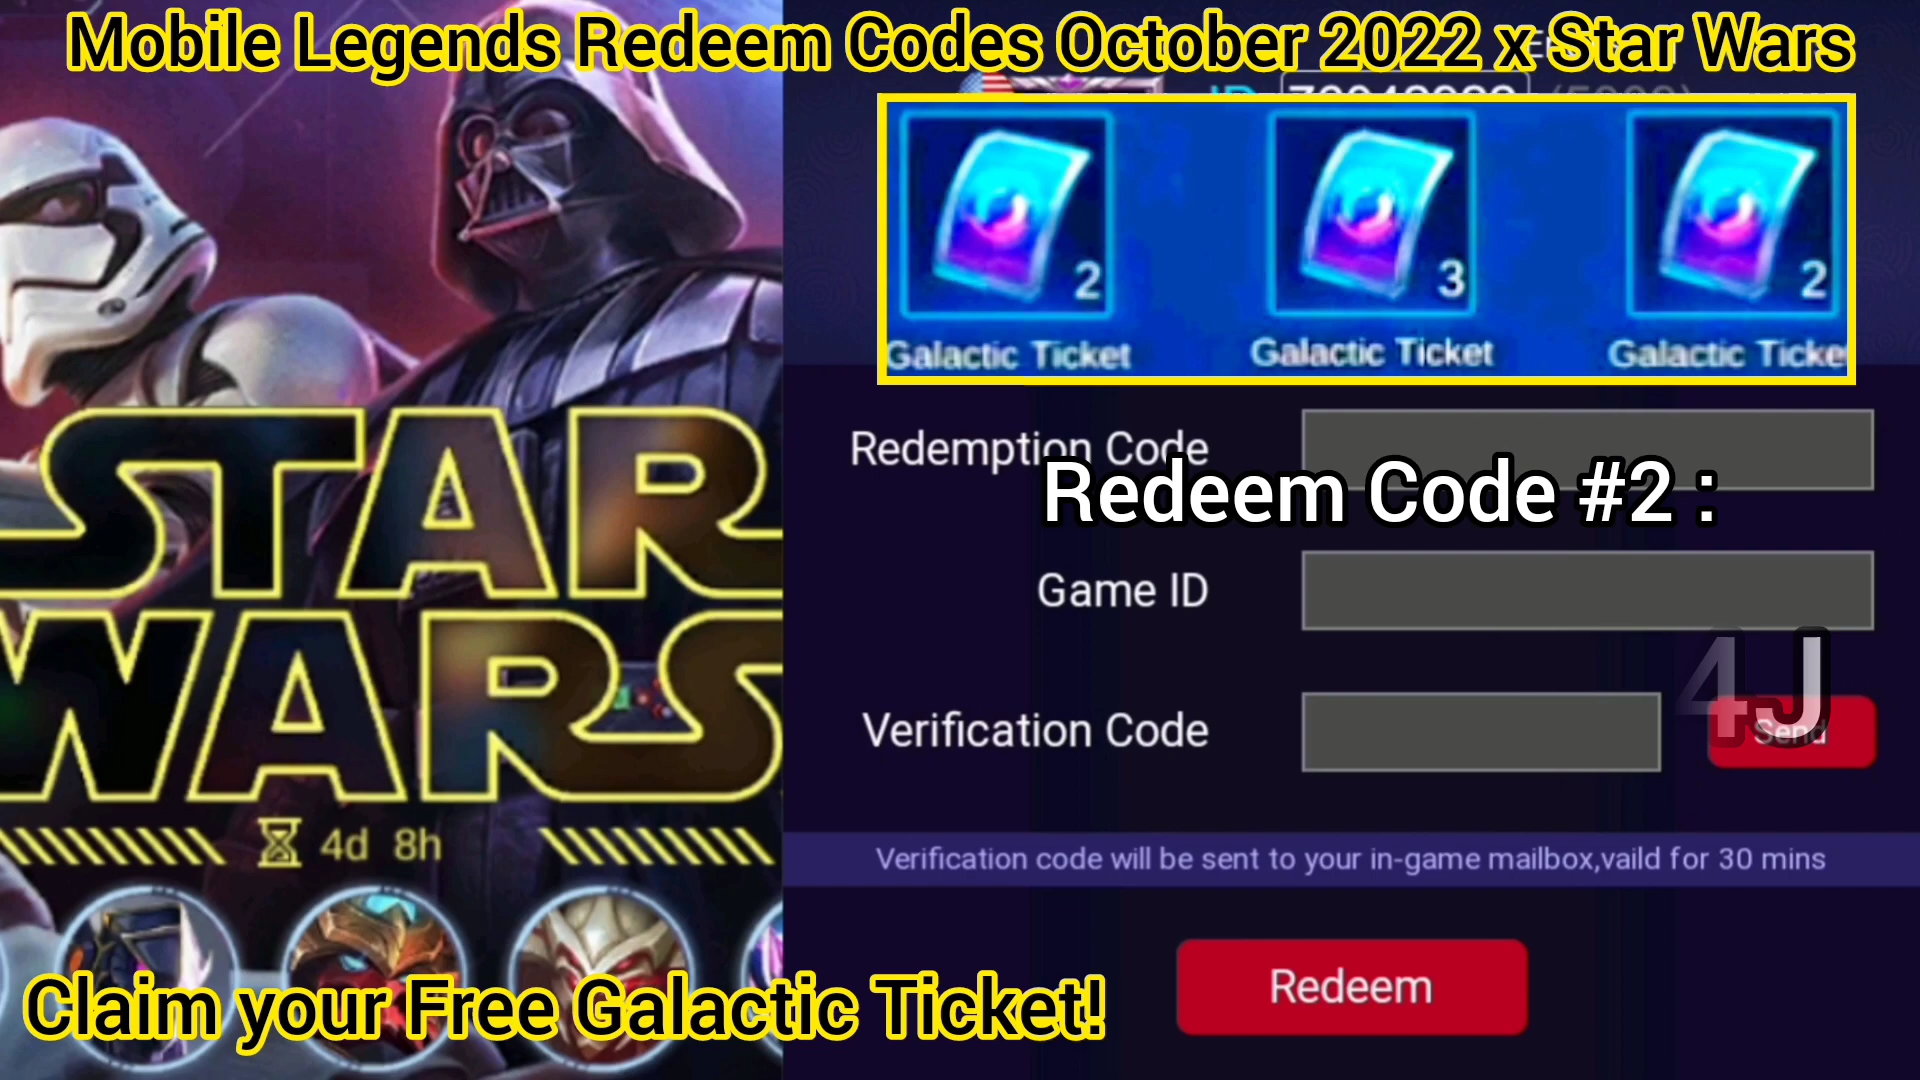 Mobile Legends Redeem Codes October 2022 x Star Wars
ID
2
3
2
Galactic Ticket
Galactic Ticket
Galactic Ticke
Redemption Code
Redeem Code #2 :
Game ID
4J
Verification Code
Send
STAR
WARS
4d 8h
Verification code will be sent to your in-game mailbox,vaild for 30 mins
Redeem
Claim your Free Galactic Ticket!